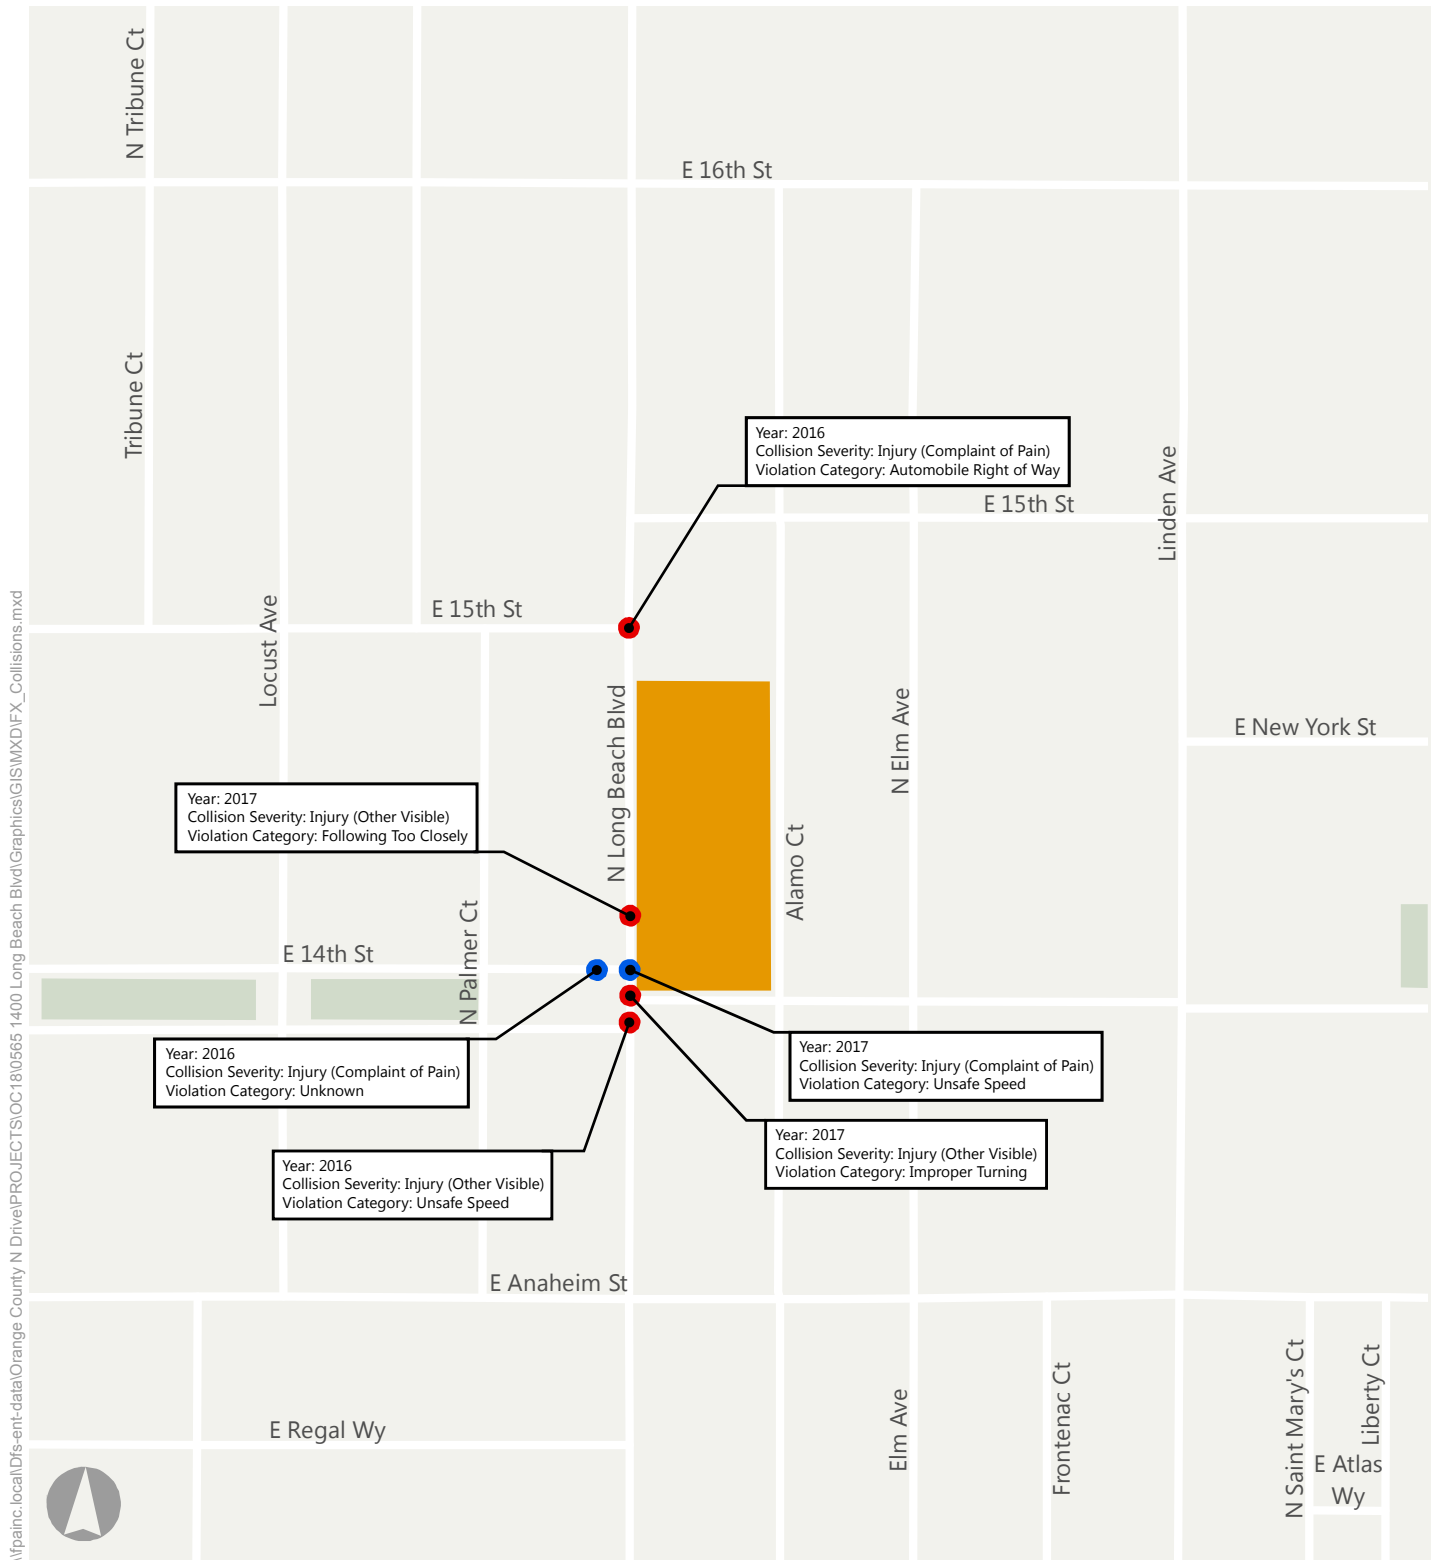 N Tribune Ct
E 16th St
Tribune Ct
Year: 2016
Collision Severity: Injury (Complaint of Pain)
Violation Category: Automobile Right of Way
E 15th St
Linden Ave
E 15th St
Locust Ave
N Long Beach Blvd
N Elm Ave
E New York St
Year: 2017
Collision Severity: Injury (Other Visible)
Violation Category: Following Too Closely
Alamo Ct
N Palmer Ct
E 14th St
Year: 2016
Collision Severity: Injury (Complaint of Pain)
Violation Category: Unknown
Year: 2017
Collision Severity: Injury (Complaint of Pain)
Violation Category: Unsafe Speed
Year: 2017
Collision Severity: Injury (Other Visible)
Violation Category: Improper Turning
Year: 2016
Collision Severity: Injury (Other Visible)
Violation Category: Unsafe Speed
E Anaheim St
E Regal Wy
Elm Ave
Frontenac Ct
N Saint Mary's Ct
Liberty Ct
E Atlas
Wy
\\fpainc.local\Dfs-ent-data\Orange County N Drive\PROJECTS\OC18\0565 1400 Long Beach Blvd\Graphics\GIS\MXD\FX_Collisions.mxd